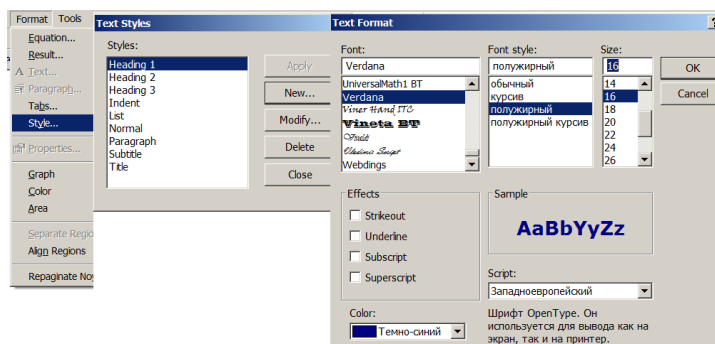 Format Tools
Equation...
Result...
A Text...
Paragraph...
Tabs...
Style...
Properties...
Graph
Color
Area
Separate Regio
Align Regions
Repaginate No
Text Styles
Styles:
Heading 1
Heading 2
Heading 3
Indent
List
Normal
Paragraph
Subtitle
Title
Apply
New...
Modify...
Delete
Close
Text Format
?
Font:
Verdana
UniversalMath1 BT
Verdana
Viner Hand ITC
Vineta BT
Vivaldi
Vladimir Script
Webdings
Font style:
полужирный
обычный
курсив
полужирный
полужирный курсив
Size:
16
14
16
18
20
22
24
26
OK
Cancel
Effects
Strikeout
Underline
Subscript
Superscript
Sample
AaBbYyZz
Script:
Западноевропейский
Color:
Темно-синий
Шрифт OpenType. Он
используется для вывода как на
экран, так и на принтер.